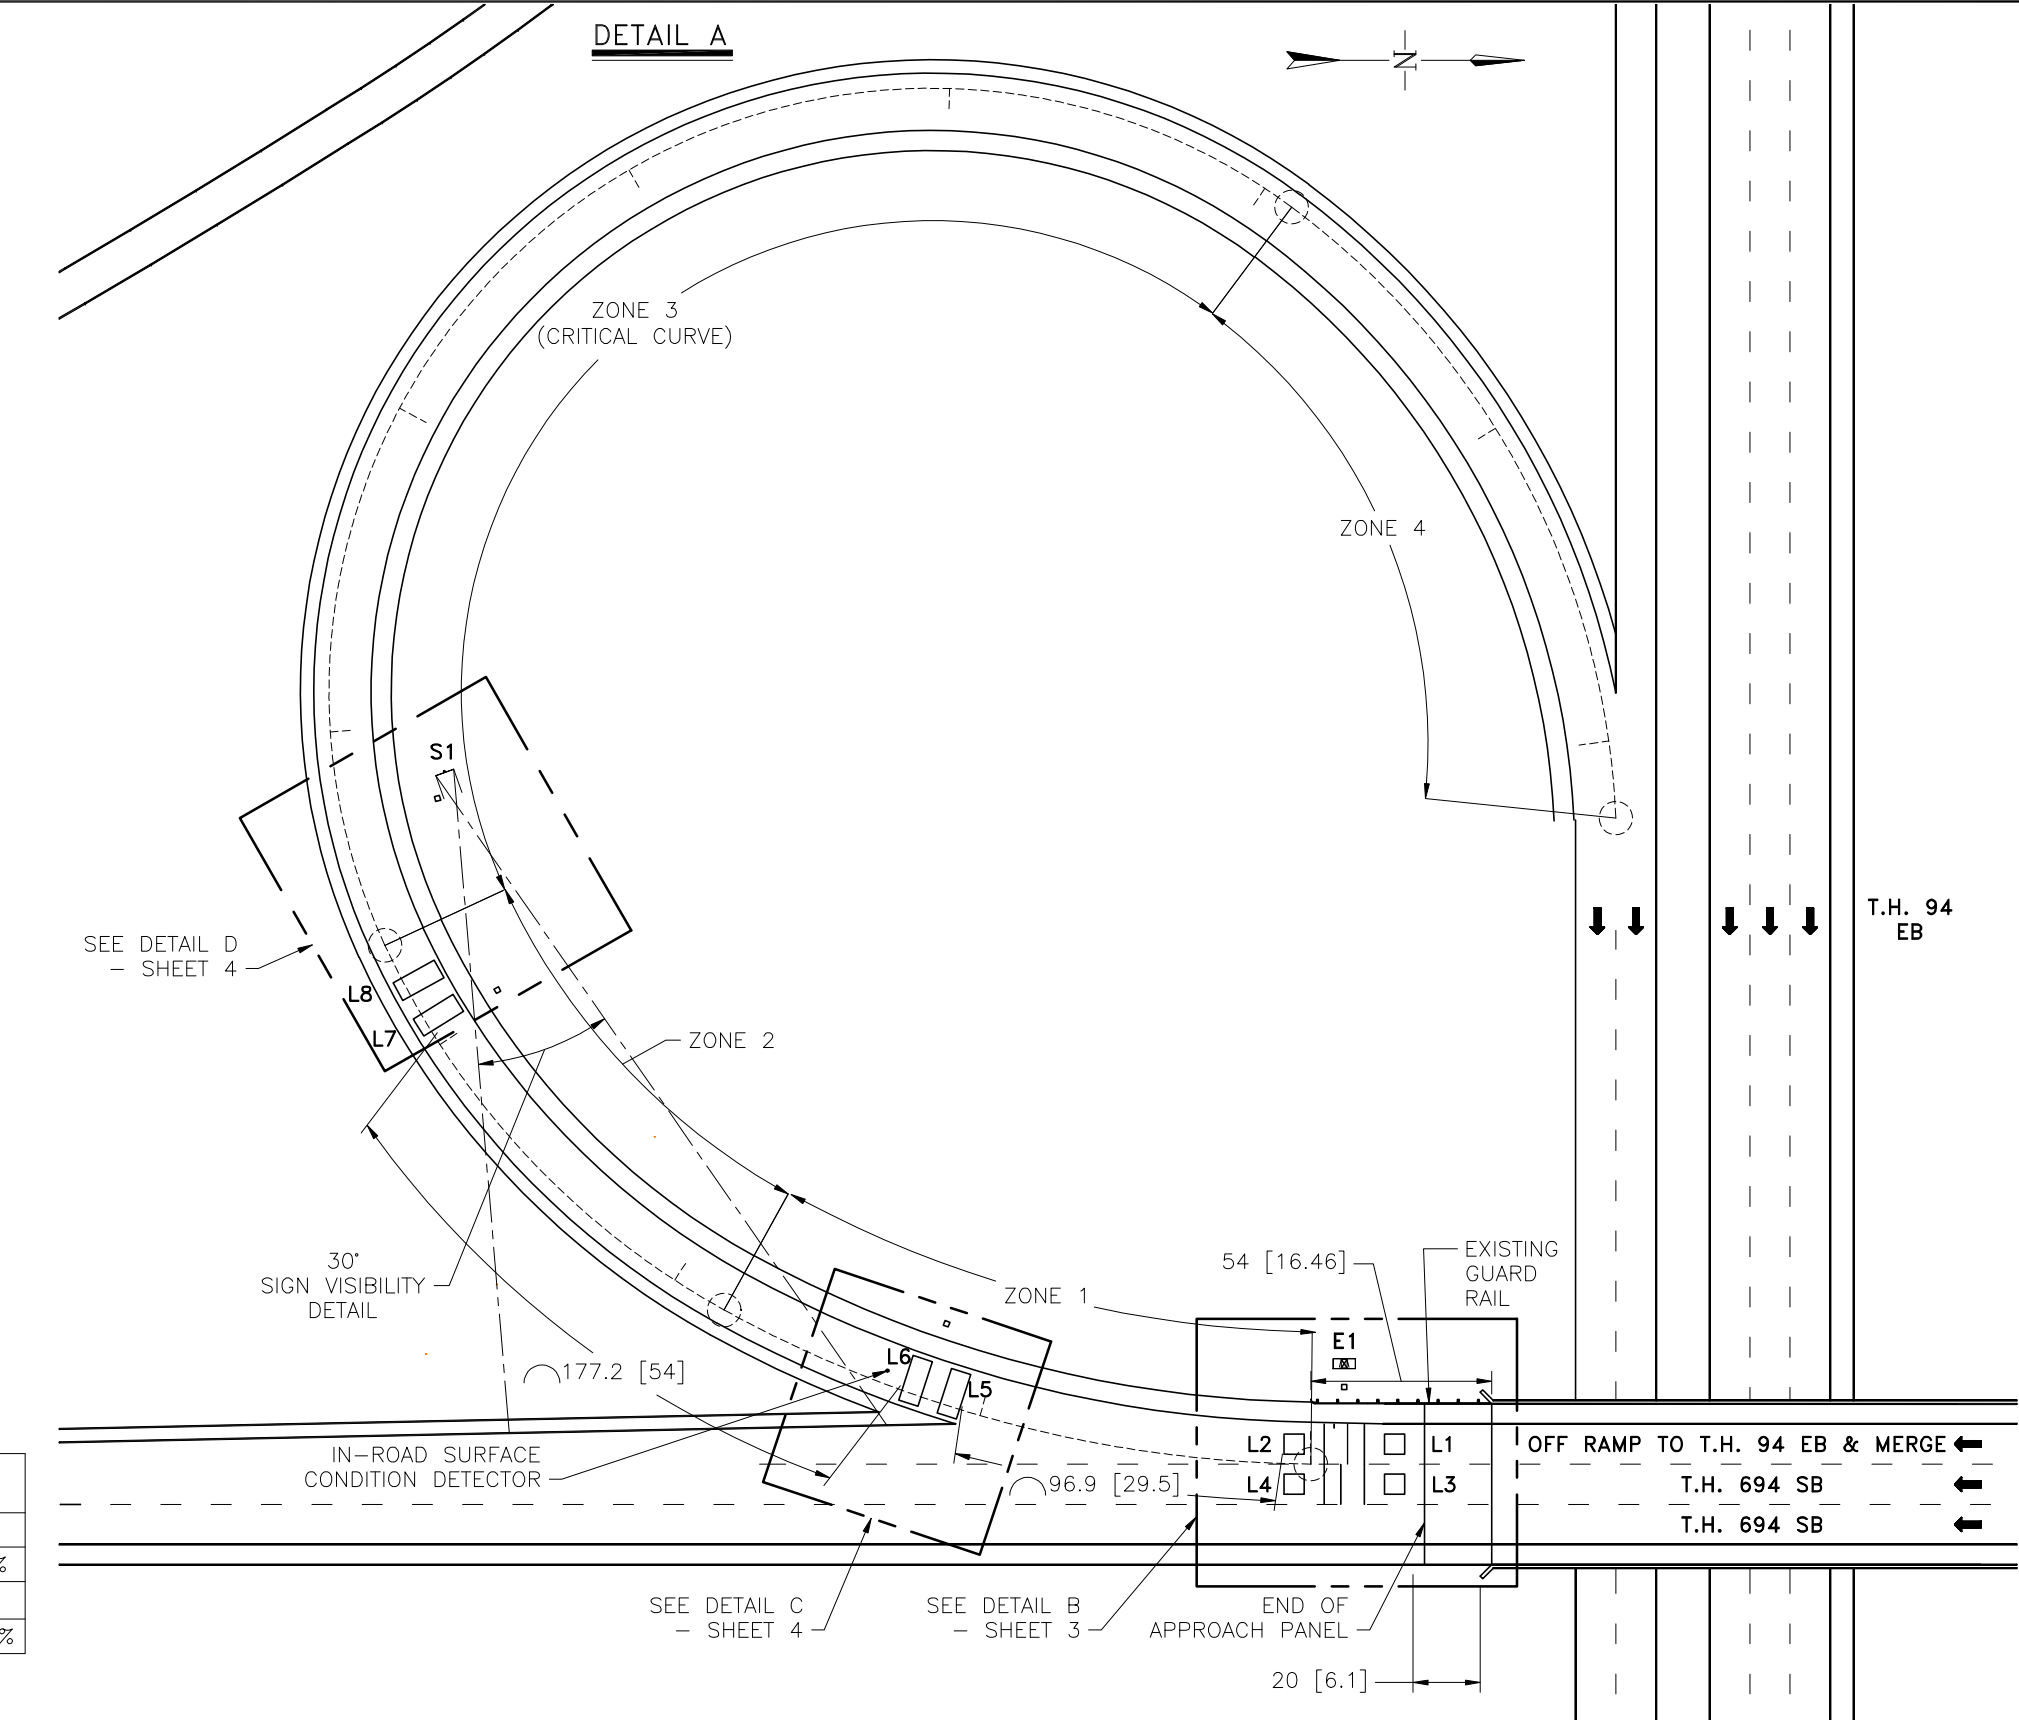 DETAIL A
N
ZONE 3
(CRITICAL CURVE)
ZONE 4
S1
T.H. 94
EB
SEE DETAIL D
- SHEET 4
L8
L7
ZONE 2
30°
SIGN VISIBILITY
DETAIL
54 [16.46]
EXISTING
GUARD
RAIL
ZONE 1
E1
L6
L5
177.2 [54]
IN-ROAD SURFACE
CONDITION DETECTOR
96.9 [29.5]
L2
L1
L4
L3
OFF RAMP TO T.H. 94 EB & MERGE
T.H. 694 SB
T.H. 694 SB
%
%
SEE DETAIL C
- SHEET 4
SEE DETAIL B
- SHEET 3
END OF
APPROACH PANEL
20 [6.1]